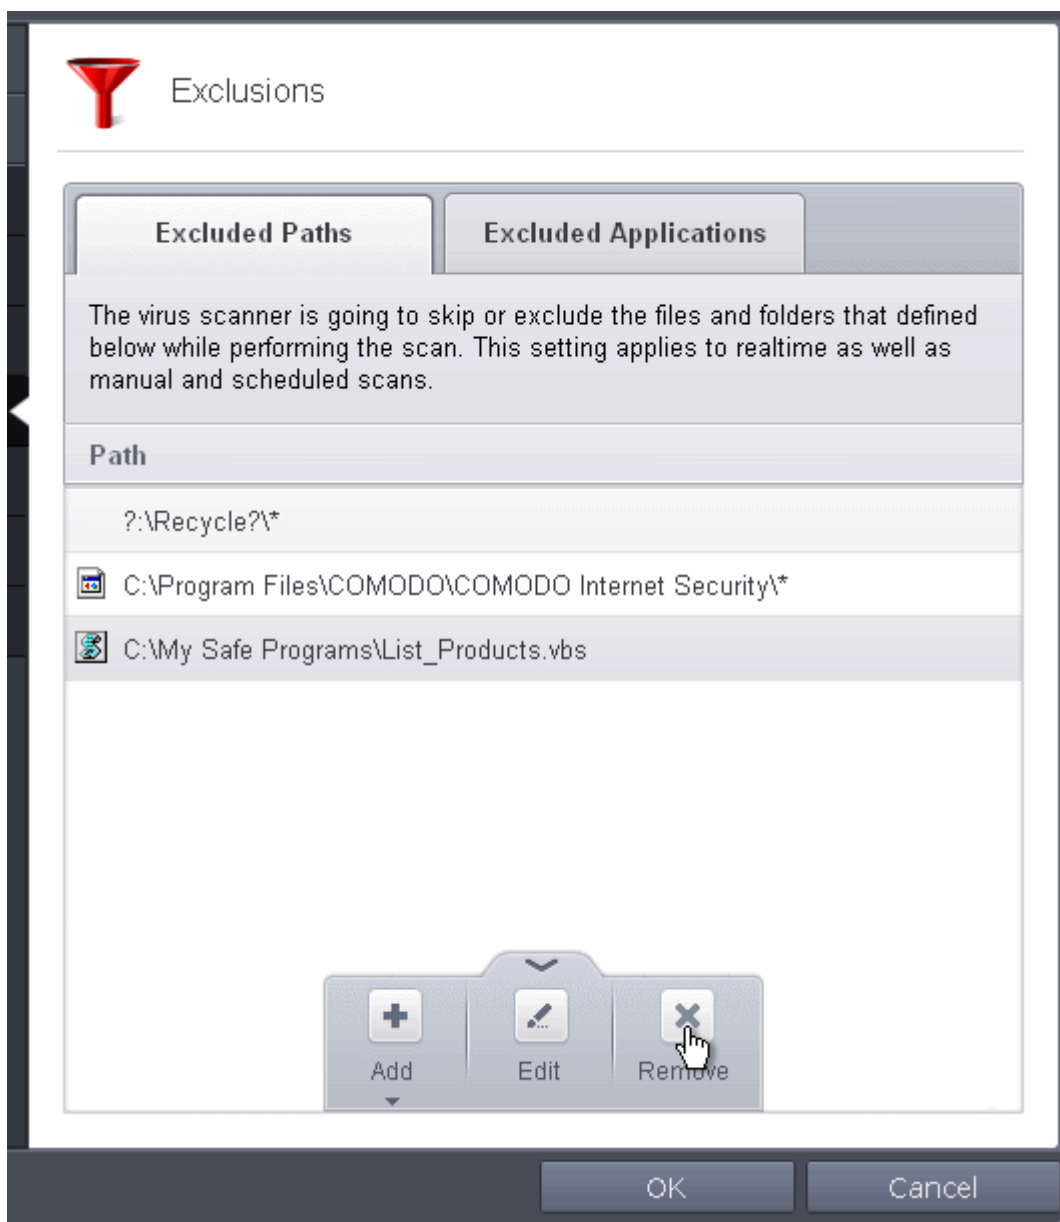 Exclusions
Excluded Paths
Excluded Applications
The virus scanner is going to skip or exclude the files and folders that defined
below while performing the scan. This setting applies to realtime as well as
manual and scheduled scans.
Path
?:\Recycle?\*
C:\Program Files\COMODO\COMODO Internet Security\*
C:\My Safe Programs\List_Products.vbs
Add
Edit
Remove
OK
Cancel